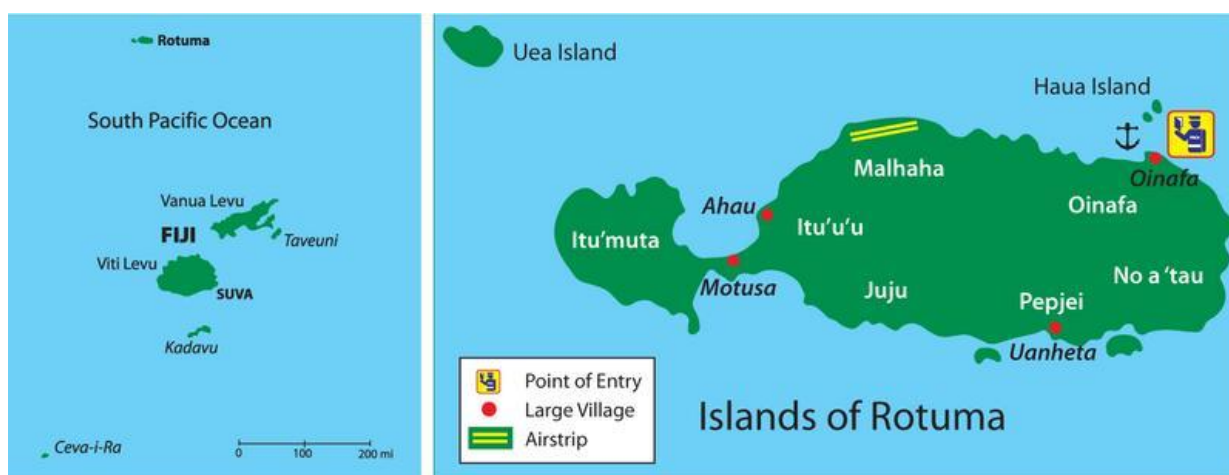 Rotuma
South Pacific Ocean
Vanua Levu
FIJI
Taveuni
Viti Levu
SUVA
Kadavu
Ceva-i-Ra
0 100 200 mi
Uea Island
Haua Island
Malhaha
Oinafa
Ahau
Oinafa
Itu'muta
Itu'u'u
No a 'tau
Motusa
Juju
Pepjei
Uanheta
Point of Entry
Large Village
Airstrip
Islands of Rotuma